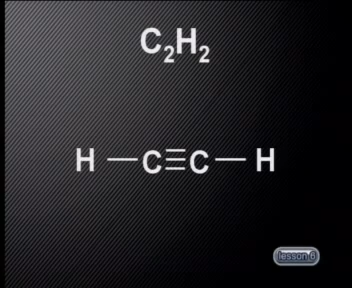 C₂H₂
H — C≡C — H
lesson 6